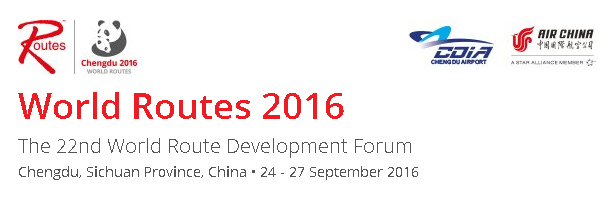 Routes
Chengdu 2016
WORLD ROUTES
CDIA
CHENGDU AIRPORT
AIR CHINA
中国国际航空公司
A STAR ALLIANCE MEMBER
World Routes 2016
The 22nd World Route Development Forum
Chengdu, Sichuan Province, China • 24 - 27 September 2016